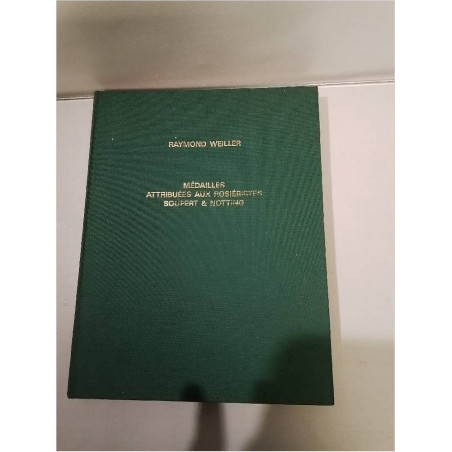 RAYMOND WEILLER
MÉDAILLES
ATTRIBUÉES AUX ROSIÉRISTES
SOUPERT & NOTTING